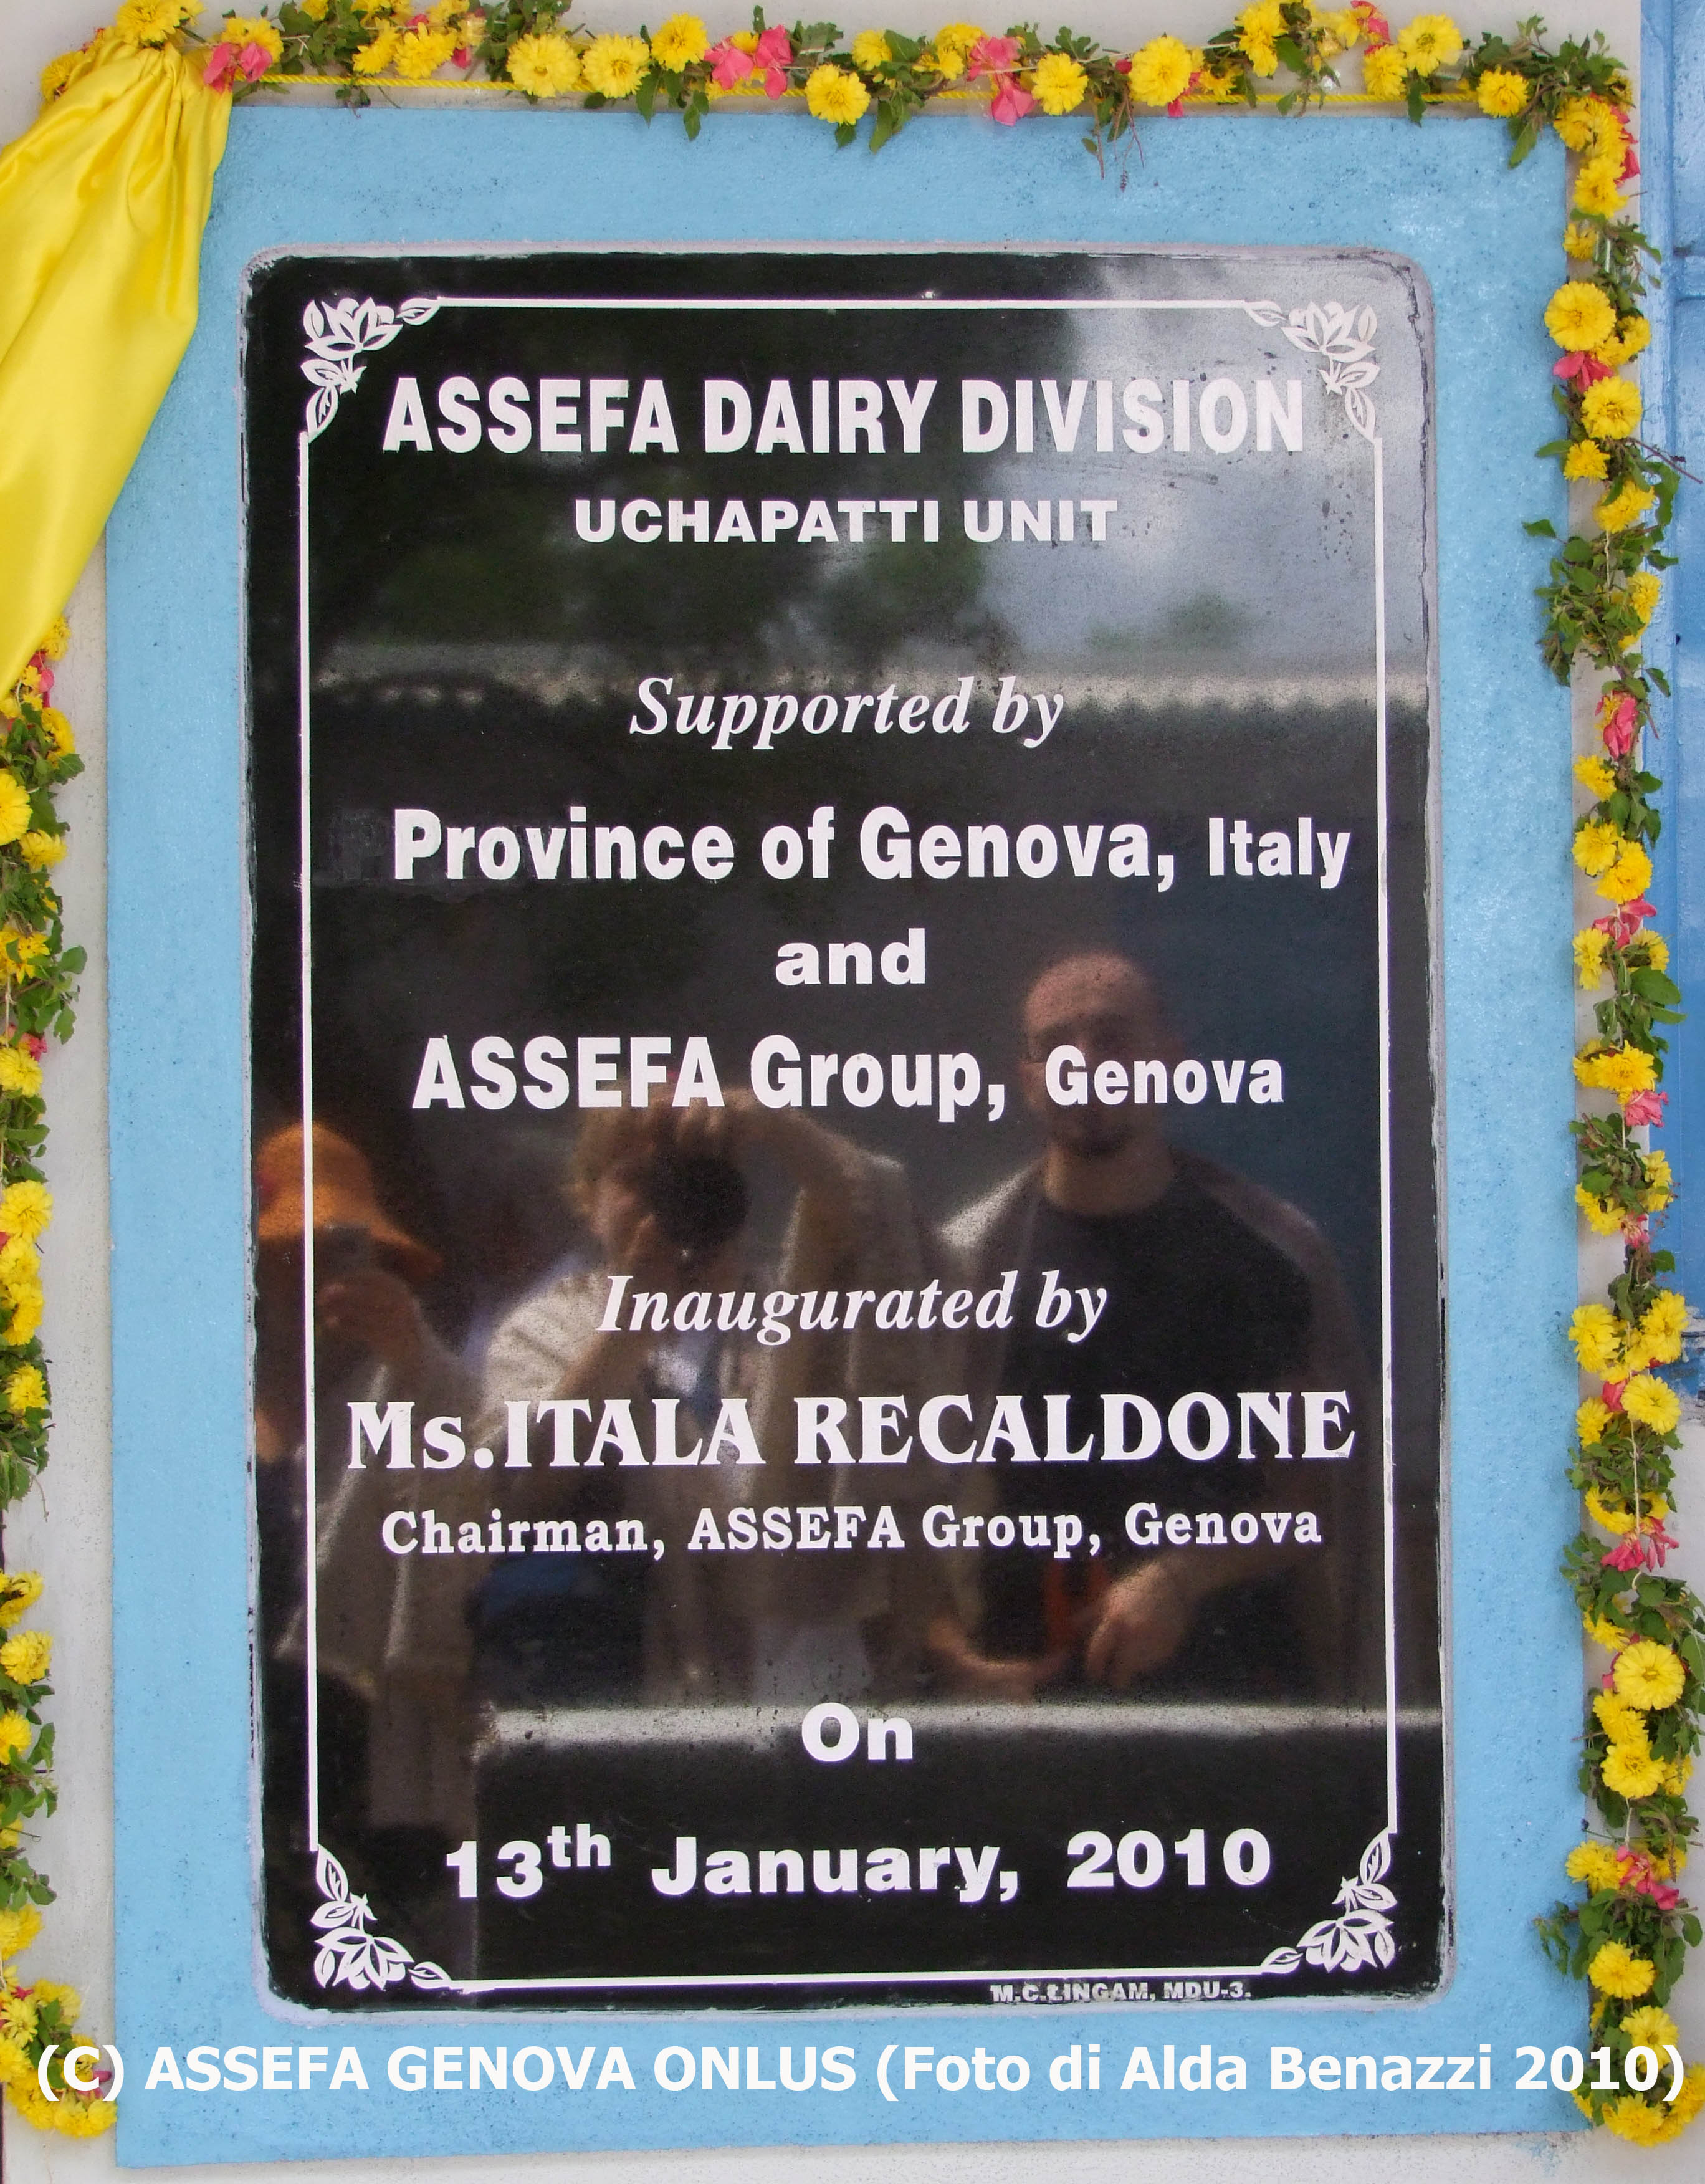 ASSEFA DAIRY DIVISION
UCHAPATTI UNIT
Supported by
Province of Genova, Italy
and
ASSEFA Group, Genova
Inaugurated by
Ms.ITALA RECALDONE
Chairman, ASSEFA Group, Genova
On
13th January, 2010
M.C.LINGAM, MDU-3.
(C) ASSEFA GENOVA ONLUS (Foto di Alda Benazzi 2010)